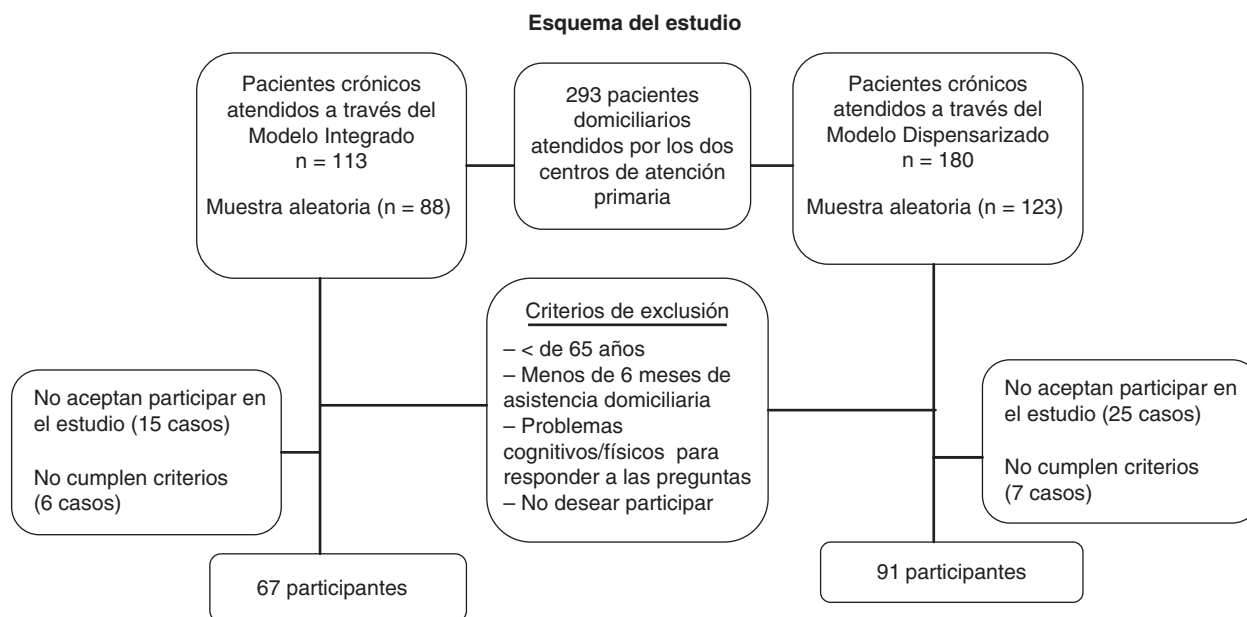 Esquema del estudio
Pacientes crónicos
atendidos a través del
Modelo Integrado
n = 113
Muestra aleatoria (n = 88)
293 pacientes
domiciliarios
atendidos por los dos
centros de atención
primaria
Pacientes crónicos
atendidos a través del
Modelo Dispensarizado
n = 180
Muestra aleatoria (n = 123)
Criterios de exclusión
– < de 65 años
– Menos de 6 meses de
asistencia domiciliaria
– Problemas
cognitivos/físicos para
responder a las preguntas
– No desear participar
No aceptan participar en
el estudio (15 casos)
No cumplen criterios
(6 casos)
No aceptan participar en
el estudio (25 casos)
No cumplen criterios
(7 casos)
67 participantes
91 participantes